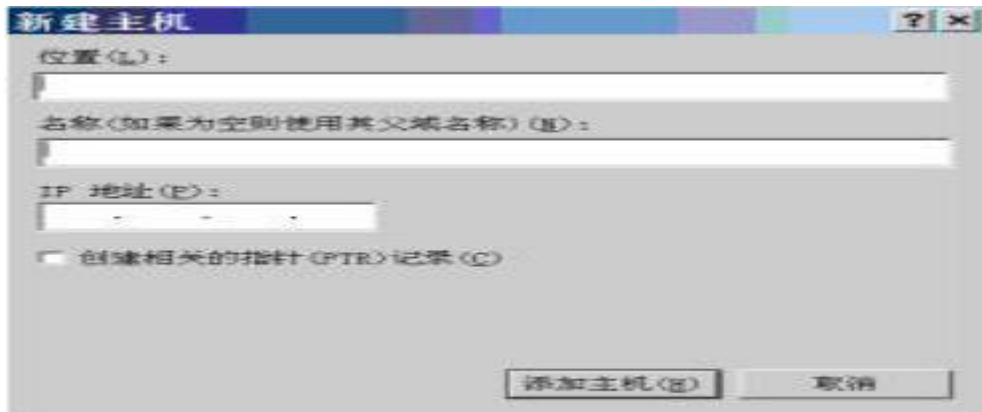 新建主机
位置(L):
名称(如果为空则使用其父域名称)(N):
IP 地址(P):
创建相关的指针(PTR)记录(C)
添加主机(H)
取消